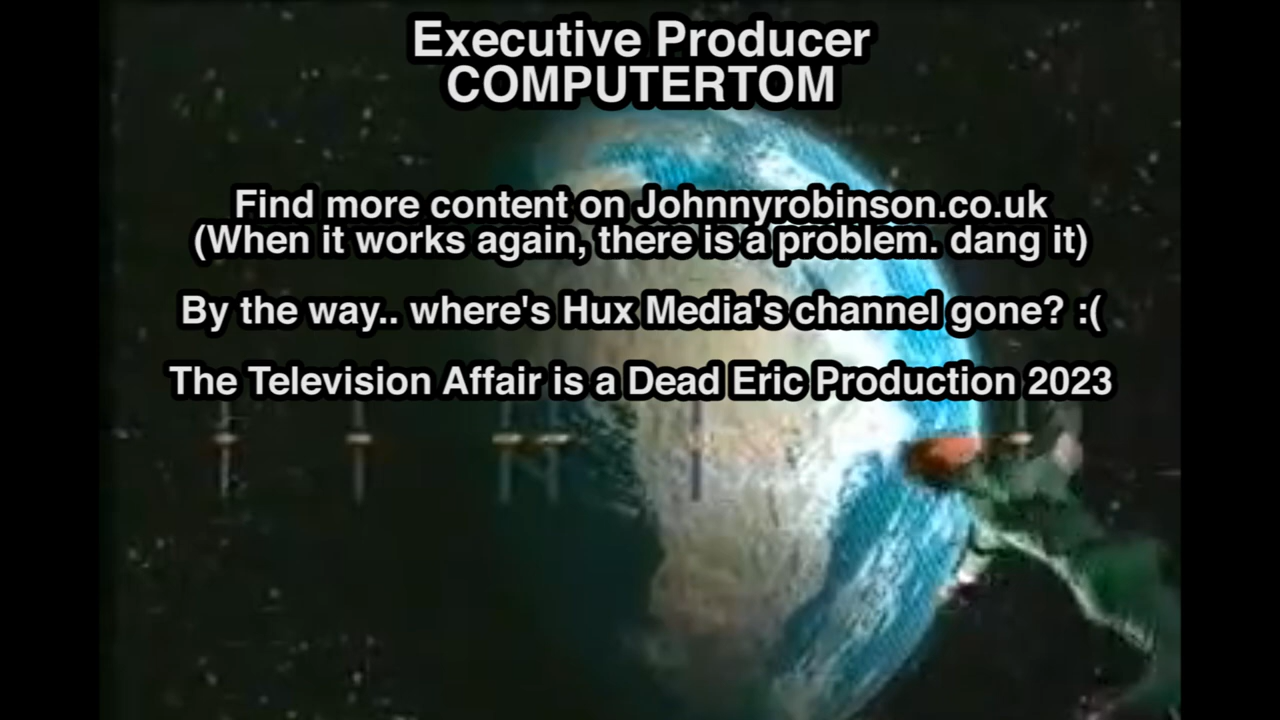 Executive Producer
COMPUTERTOM
Find more content on Johnnyrobinson.co.uk
(When it works again, there is a problem. dang it)
By the way.. where's Hux Media's channel gone? :(
The Television Affair is a Dead Eric Production 2023